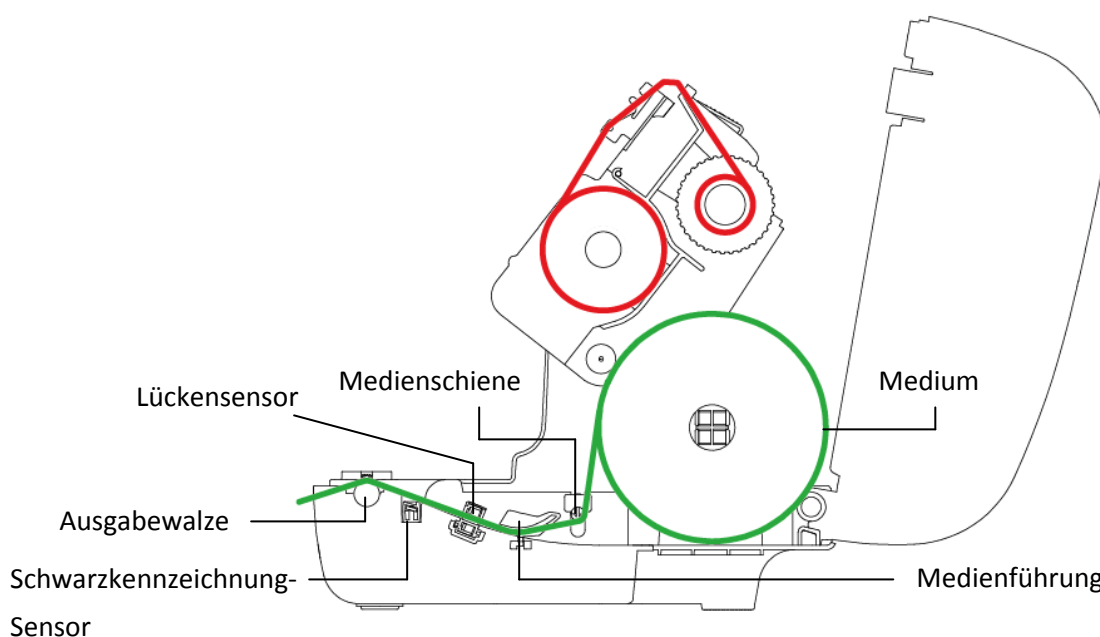 Medienschiene
Medium
Lückensensor
Ausgabewalze
Schwarzkennzeichnung-
Sensor
Medienführung